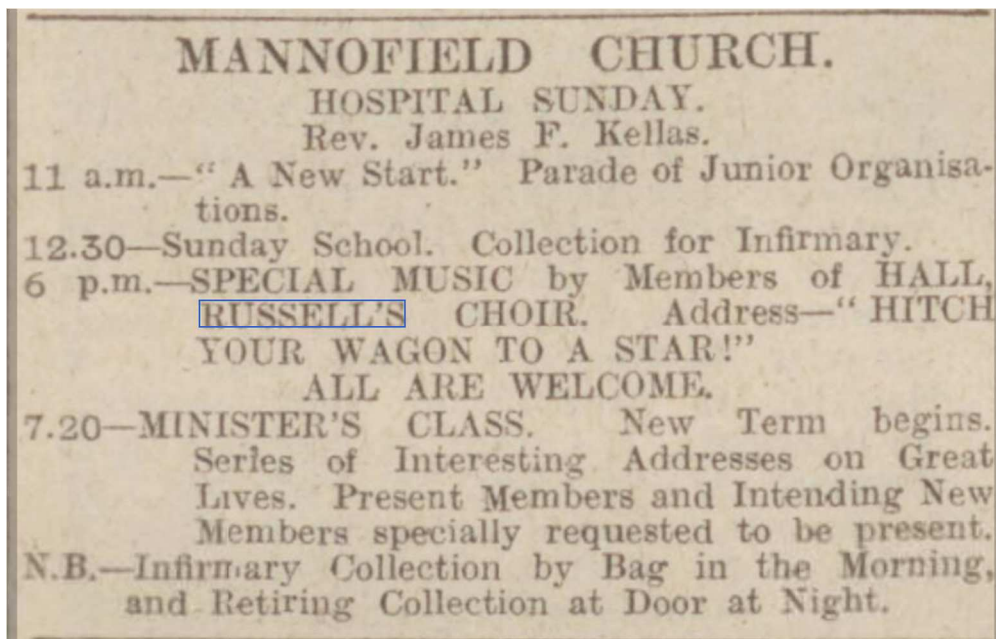 MANNOFIELD CHURCH.
HOSPITAL SUNDAY.
Rev. James F. Kellas.
11 a.m.—“ A New Start.” Parade of Junior Organisa-
tions.
12.30—Sunday School. Collection for Infirmary.
6 p.m.—SPECIAL MUSIC by Members of HALL,
RUSSELL'S CHOIR. Address—“ HITCH
YOUR WAGON TO A STAR!”
ALL ARE WELCOME.
7.20—MINISTER'S CLASS. New Term begins.
Series of Interesting Addresses on Great
Lives. Present Members and Intending New
Members specially requested to be present.
N.B.—Infirmary Collection by Bag in the Morning,
and Retiring Collection at Door at Night.